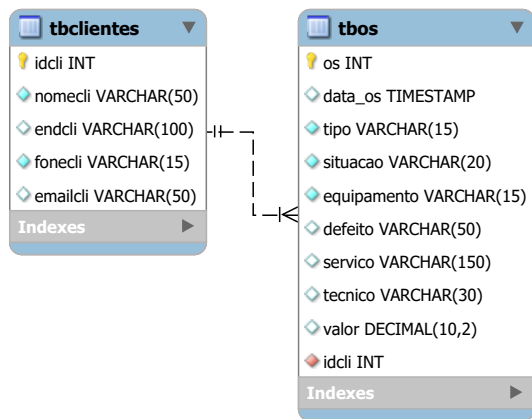 tbclientes
idcli INT
nomecli VARCHAR(50)
endcli VARCHAR(100)
fonecli VARCHAR(15)
emailcli VARCHAR(50)
Indexes
tbos
os INT
data_os TIMESTAMP
tipo VARCHAR(15)
situacao VARCHAR(20)
equipamento VARCHAR(15)
defeito VARCHAR(50)
servico VARCHAR(150)
tecnico VARCHAR(30)
valor DECIMAL(10,2)
idcli INT
Indexes